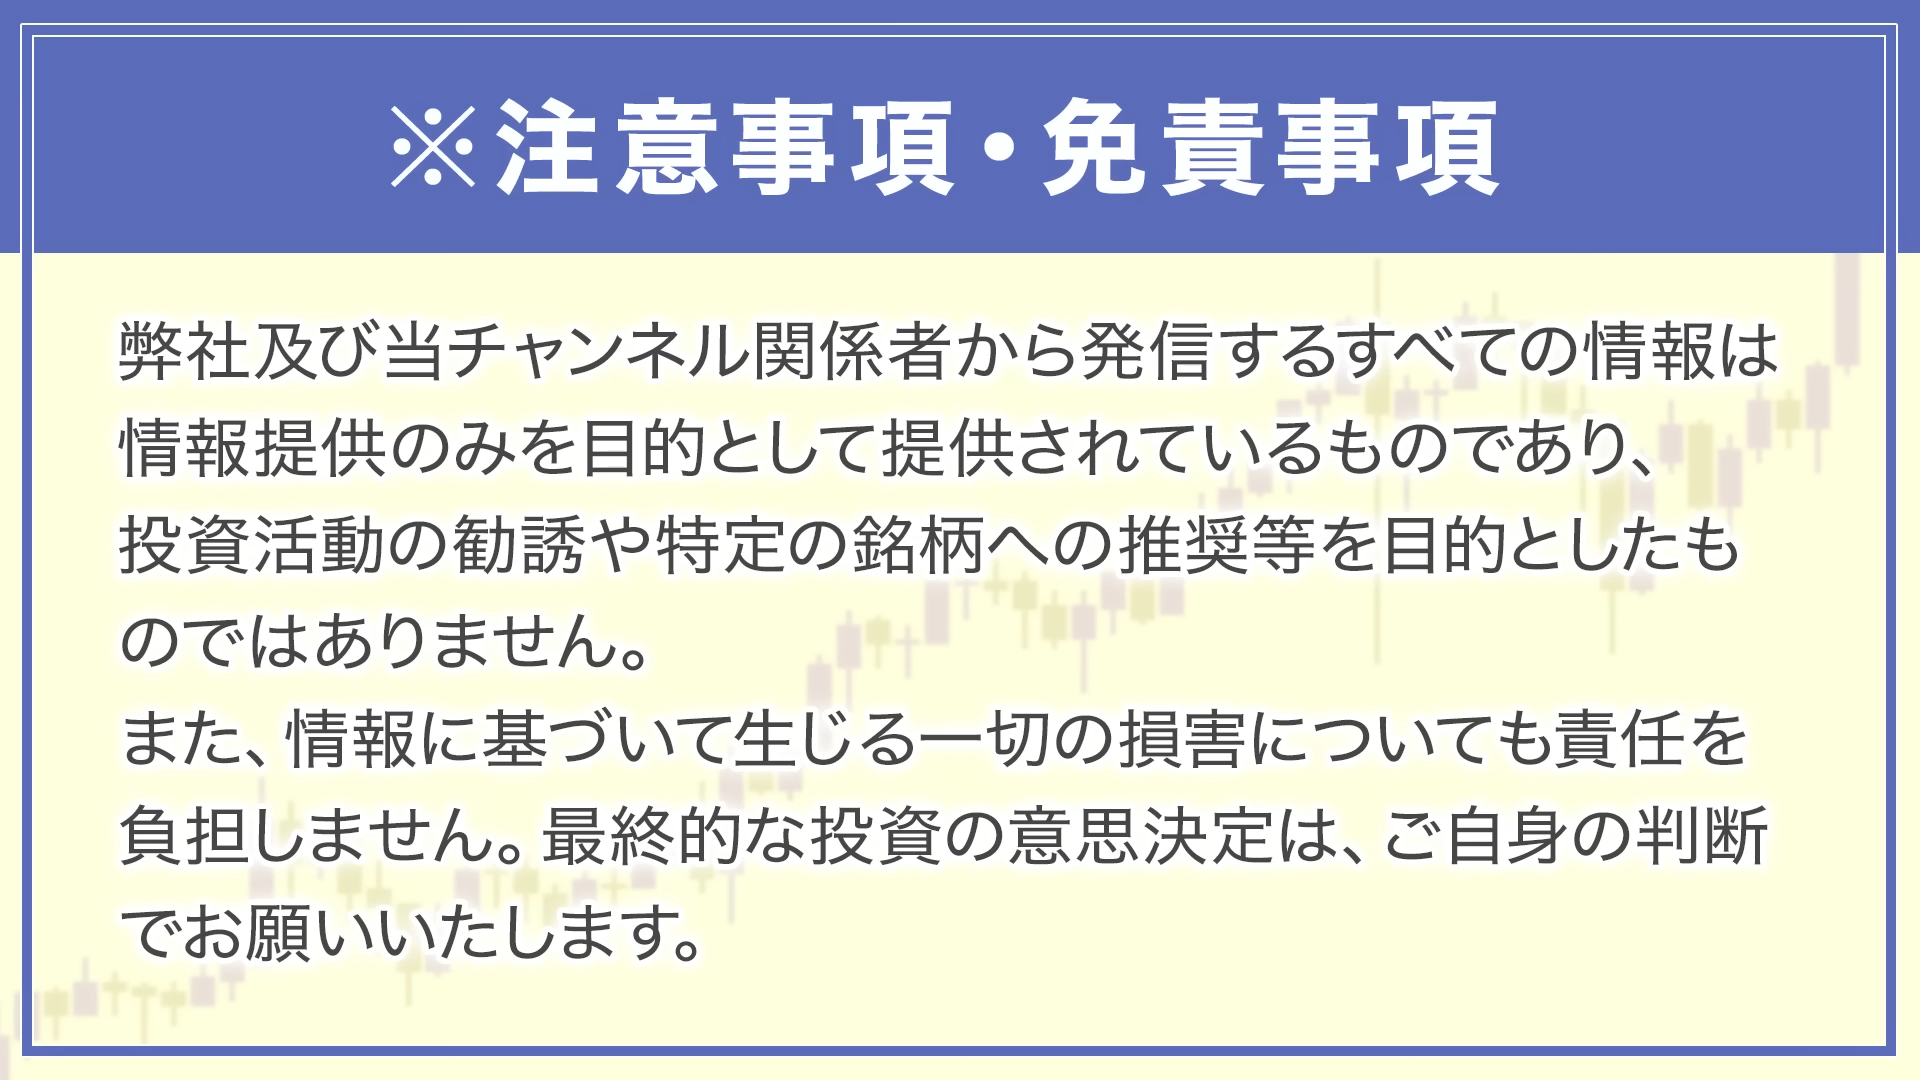 ※注意事項・免責事項
弊社及び当チャンネル関係者から発信するすべての情報は
情報提供のみを目的として提供されているものであり、
投資活動の勧誘や特定の銘柄への推奨等を目的としたも
のではありません。
また、情報に基づいて生じる一切の損害についても責任を
負担しません。最終的な投資の意思決定は、ご自身の判断
でお願いいたします。